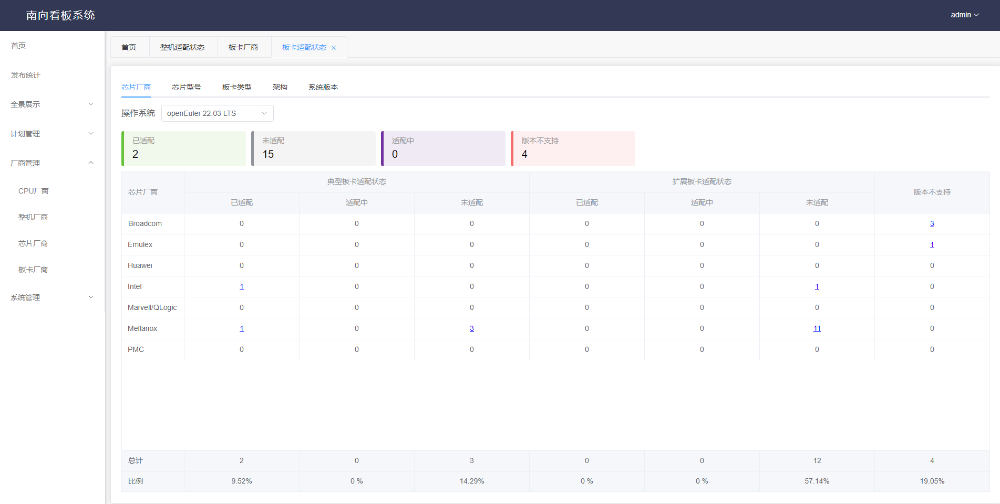 南向看板系统
admin
首页
发布统计
全景展示
计划管理
厂商管理
CPU厂商
整机厂商
芯片厂商
板卡厂商
系统管理
首页 整机适配状态 板卡厂商 板卡适配状态 ×
芯片厂商 芯片型号 板卡类型 架构 系统版本
操作系统 openEuler 22.03 LTS
已适配 未适配 适配中 版本不支持
2 15 0 4
芯片厂商 典型板卡适配状态 扩展板卡适配状态 版本不支持
已适配 适配中 未适配 已适配 适配中 未适配
Broadcom 0 0 0 0 0 0 3
Emulex 0 0 0 0 0 0 1
Huawei 0 0 0 0 0 0 0
Intel 1 0 0 0 0 1 0
Marvell/QLogic 0 0 0 0 0 0 0
Mellanox 1 0 3 0 0 11 0
PMC 0 0 0 0 0 0 0
总计 2 0 3 0 0 12 4
比例 9.52% 0 % 14.29% 0 % 0 % 57.14% 19.05%